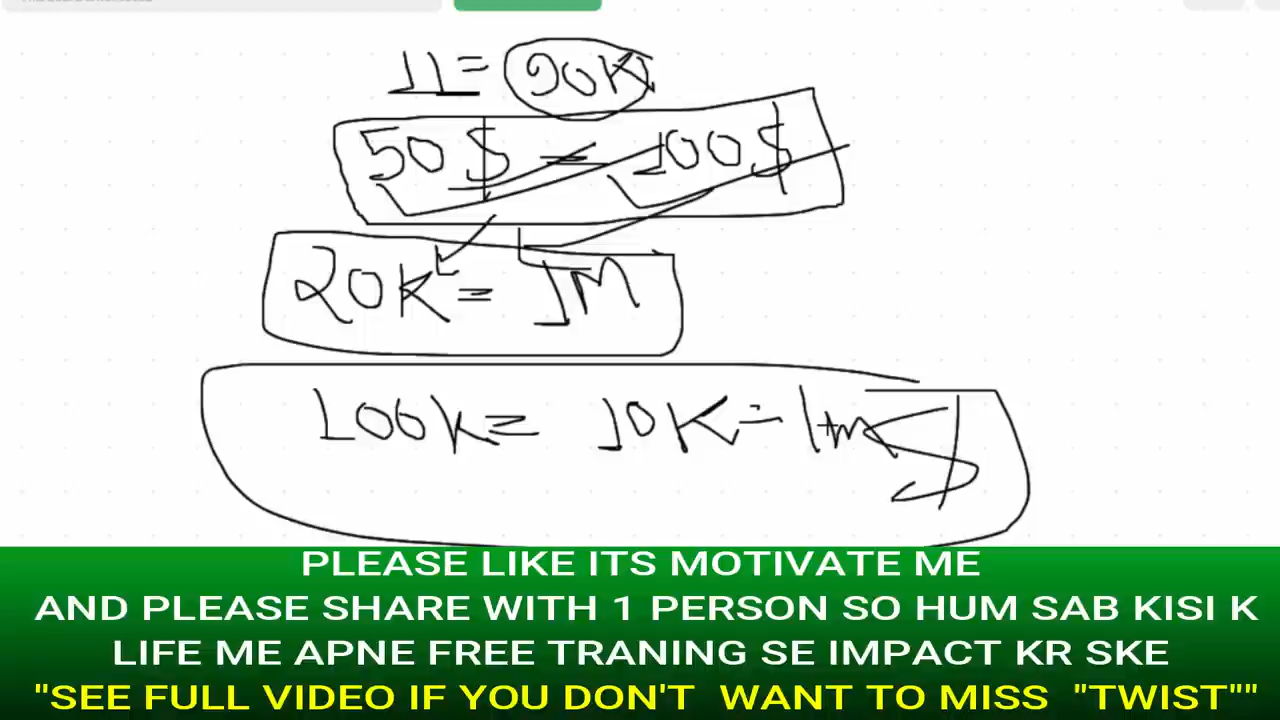 11 = 90K
50$ = 100$
20K = 1M
100K = 10K = 1m$
PLEASE LIKE ITS MOTIVATE ME
AND PLEASE SHARE WITH 1 PERSON SO HUM SAB KISI K
LIFE ME APNE FREE TRANING SE IMPACT KR SKE
"SEE FULL VIDEO IF YOU DON'T WANT TO MISS "TWIST""